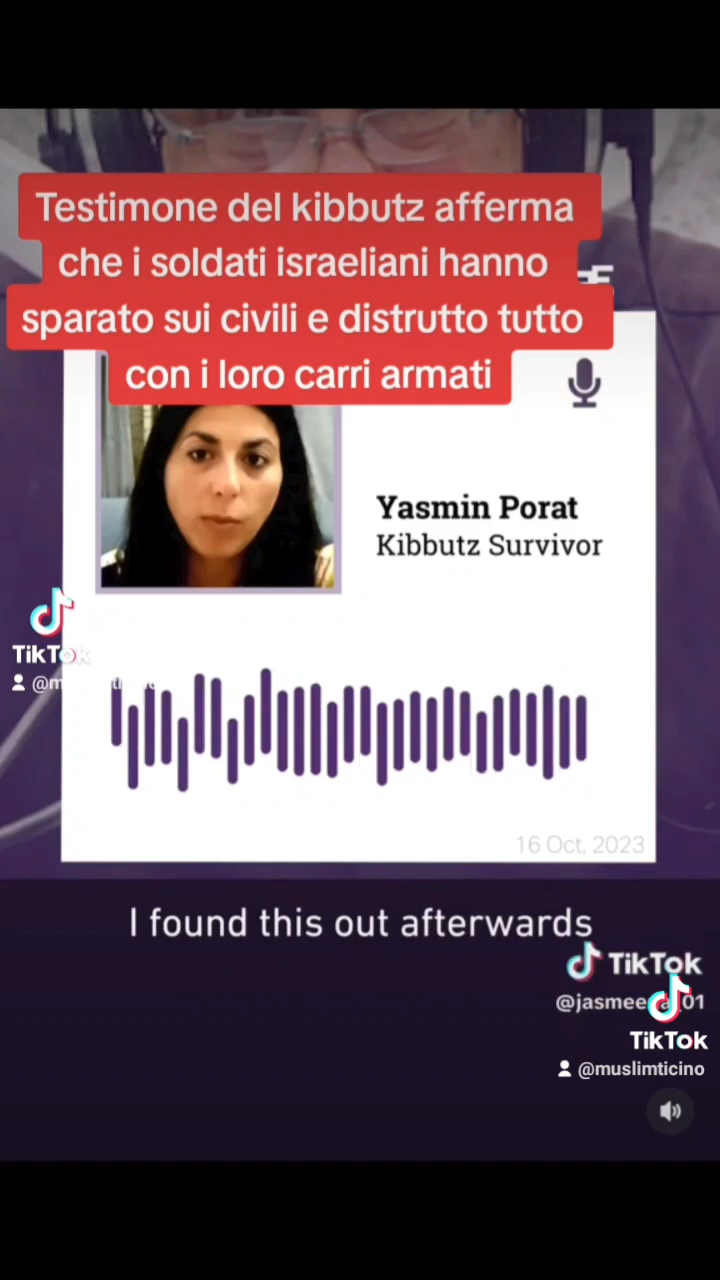 Testimone del kibbutz afferma
che i soldati israeliani hanno
sparato sui civili e distrutto tutto
con i loro carri armati
Yasmin Porat
Kibbutz Survivor
TikTok
16 Oct. 2023
I found this out afterwards
TikTok
TikTok
@muslimticino